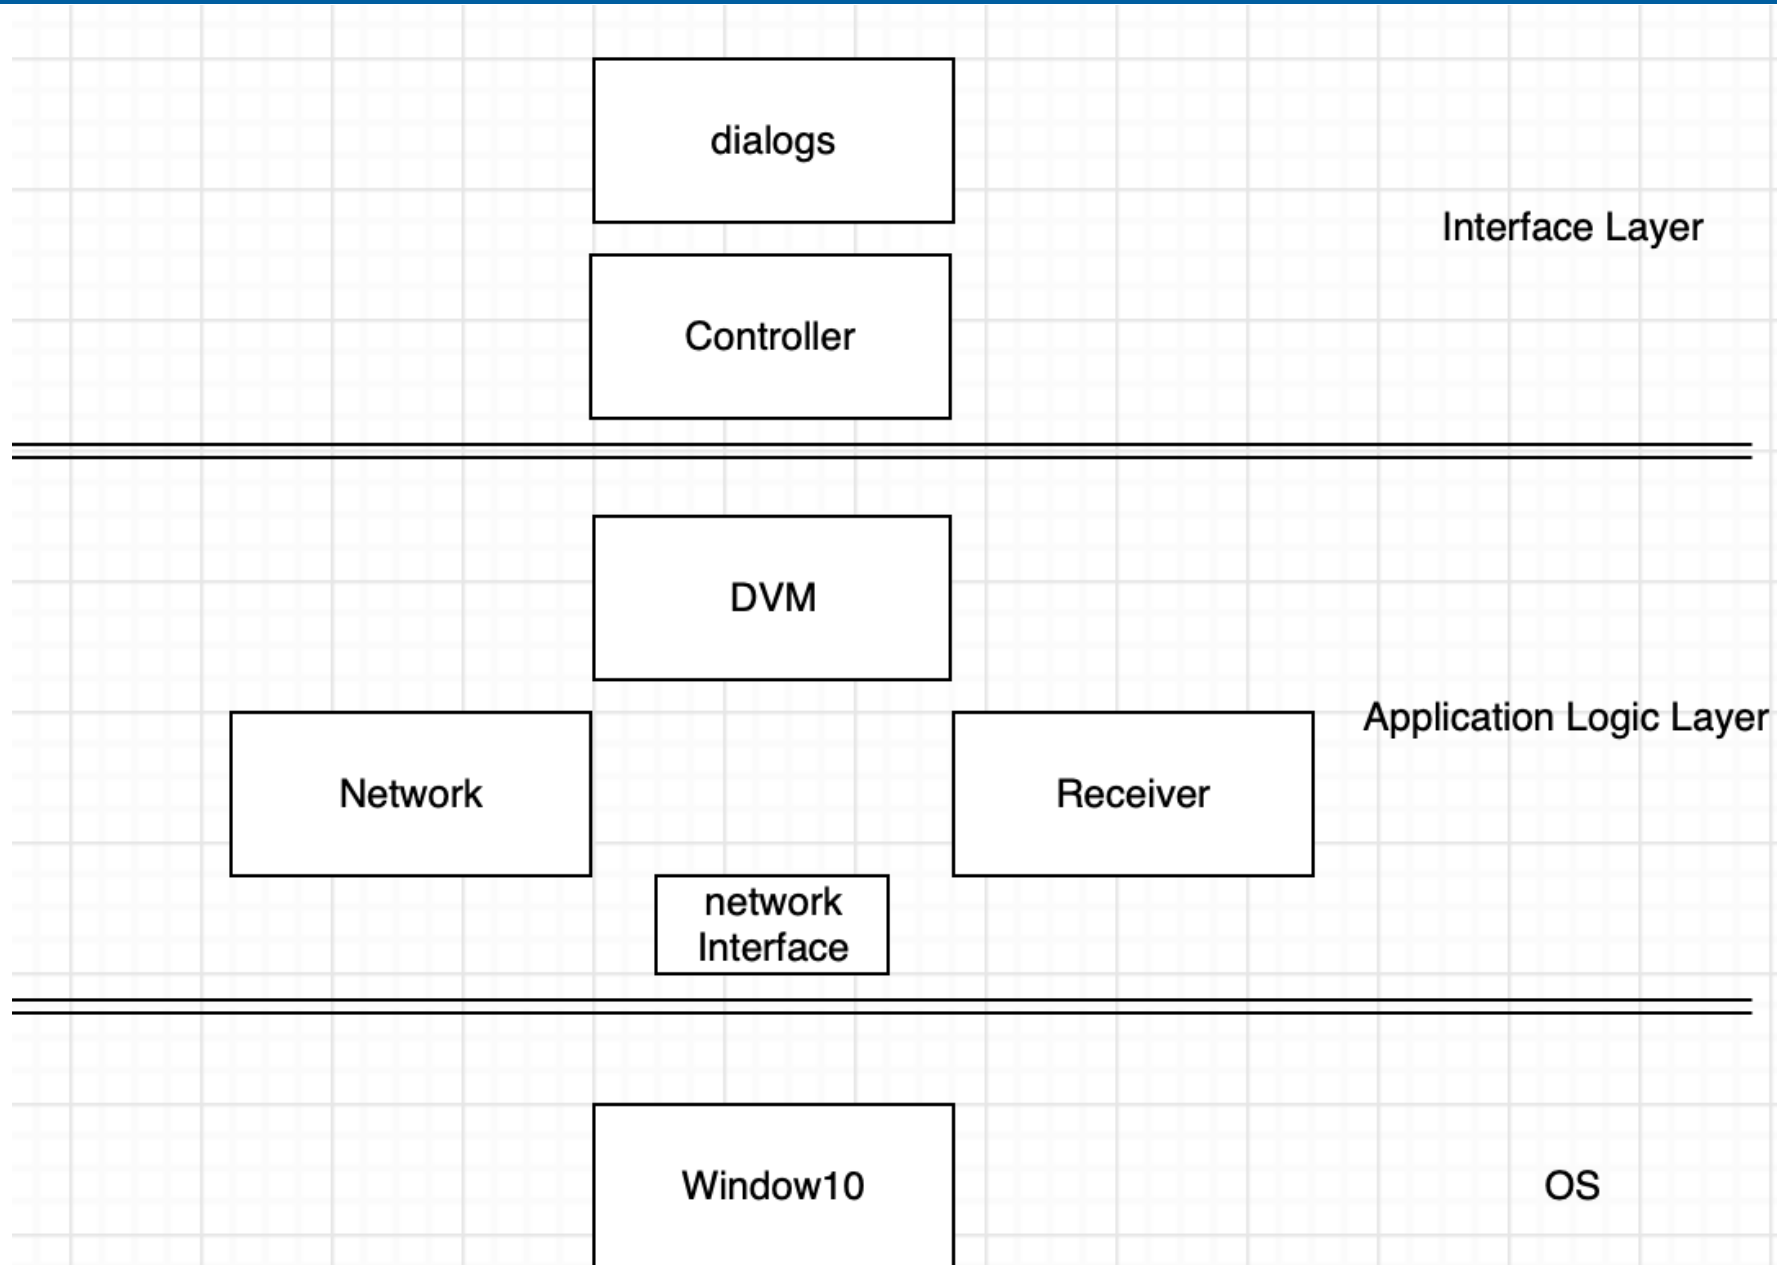 dialogs
Interface Layer
Controller
DVM
Application Logic Layer
Network
Receiver
network
Interface
Window10
OS